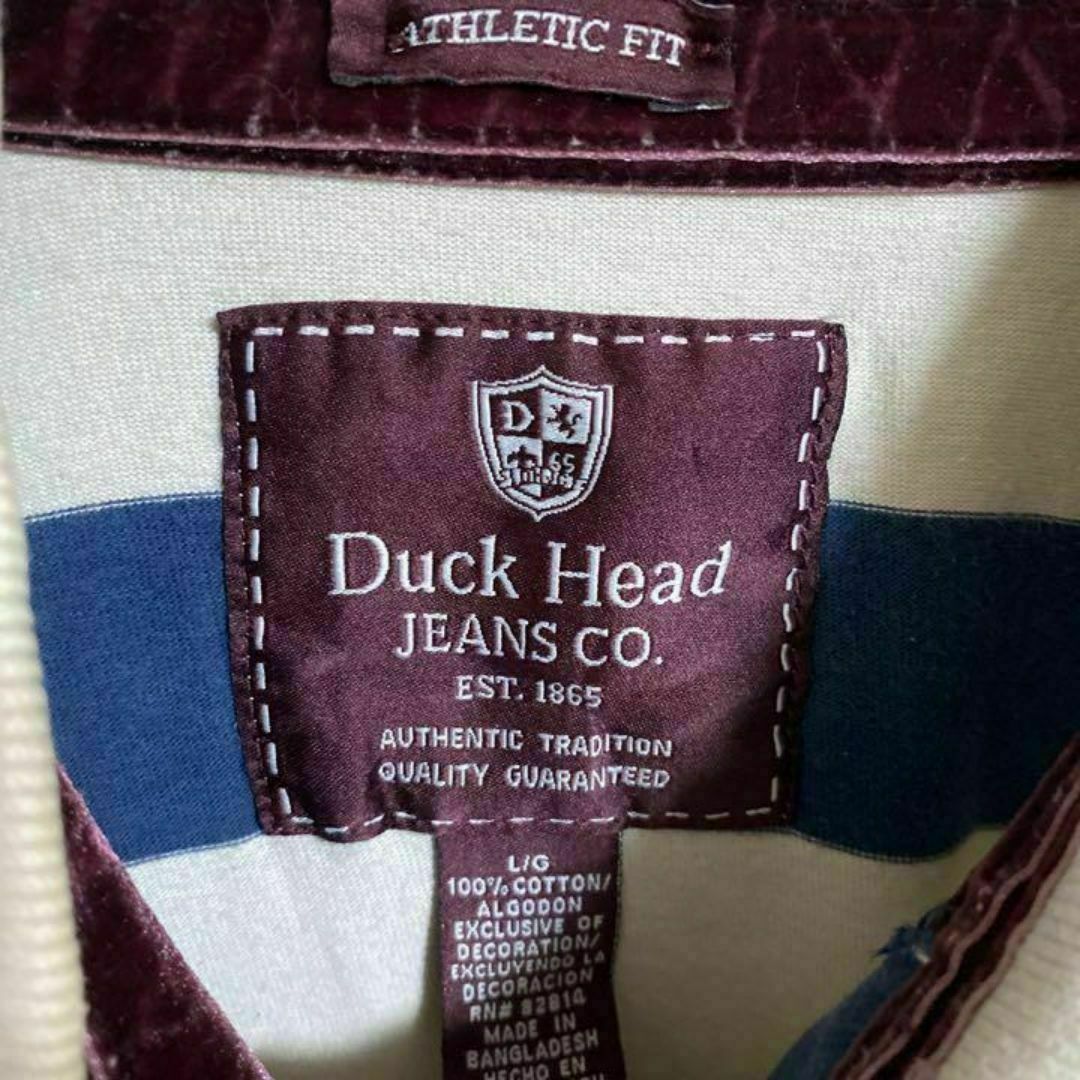 ATHLETIC FIT
D
65
Duck Head
JEANS CO.
EST. 1865
AUTHENTIC TRADITION
QUALITY GUARANTEED
L/G
100% COTTON/
ALGODON
EXCLUSIVE OF
DECORATION/
EXCLUYENDO LA
DECORACION
RN# 82814
MADE IN
BANGLADESH
HECHO EN